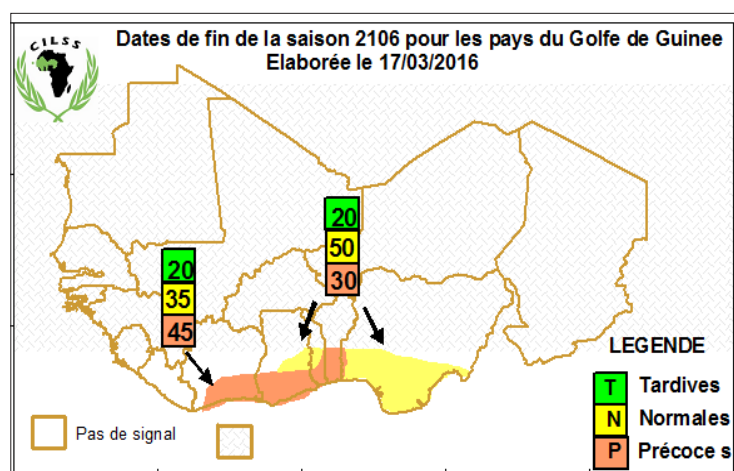 CILSS
Dates de fin de la saison 2106 pour les pays du Golfe de Guinee
Elaborée le 17/03/2016
20
50
30
20
35
45
LEGENDE
T Tardives
N Normales
P Précoce s
Pas de signal